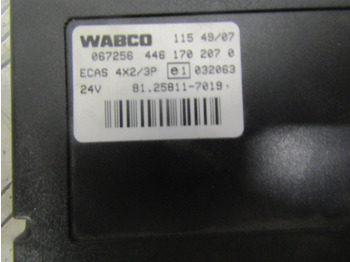 WABCO 115 49/07
067256 446 170 207 0
ECAS 4X2/3P e1 032063
24V 81.25811-7019